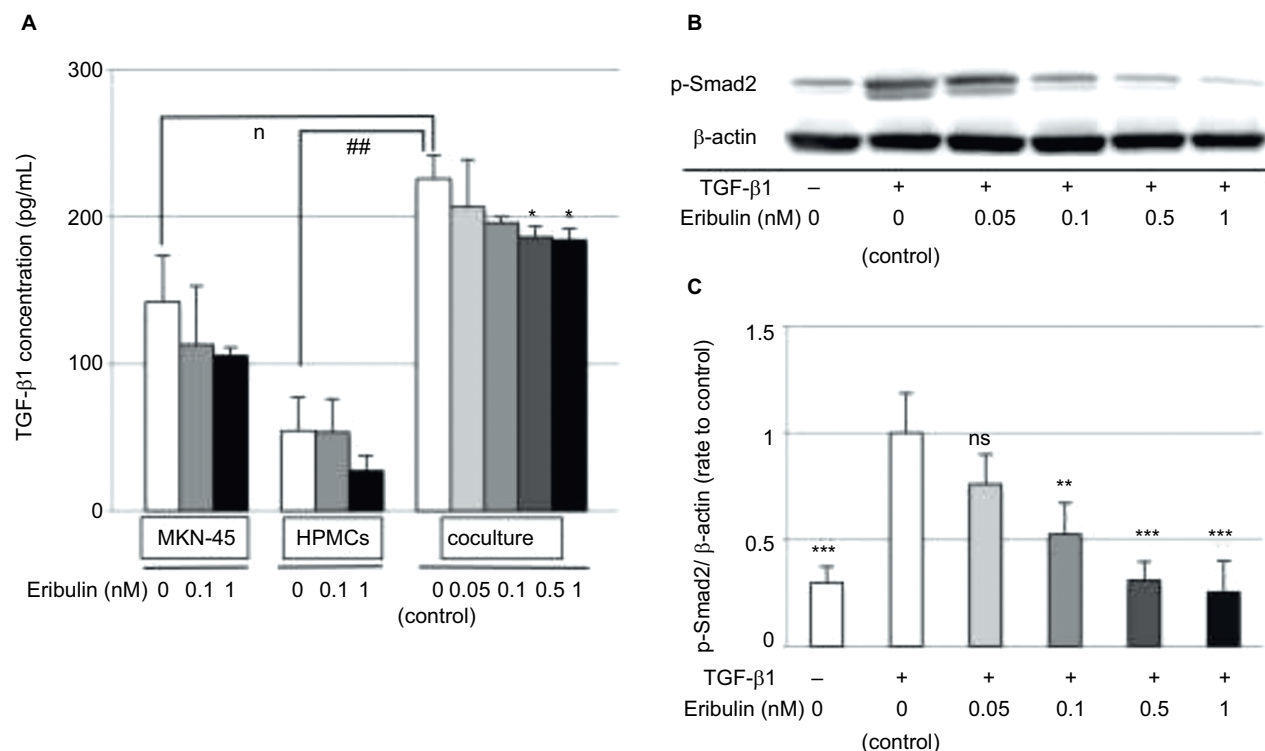 A
TGF-β1 concentration (pg/mL)
300
200
100
0
n
##
* *
MKN-45 HPMCs coculture
Eribulin (nM) 0 0.1 1 0 0.1 1 0 0.05 0.1 0.5 1
(control)
B
p-Smad2
β-actin
TGF-β1 – + + + + +
Eribulin (nM) 0 0 0.05 0.1 0.5 1
(control)
C
p-Smad2/ β-actin (rate to control)
1.5
1
0.5
0
*** ns ** *** ***
TGF-β1 – + + + + +
Eribulin (nM) 0 0 0.05 0.1 0.5 1
(control)